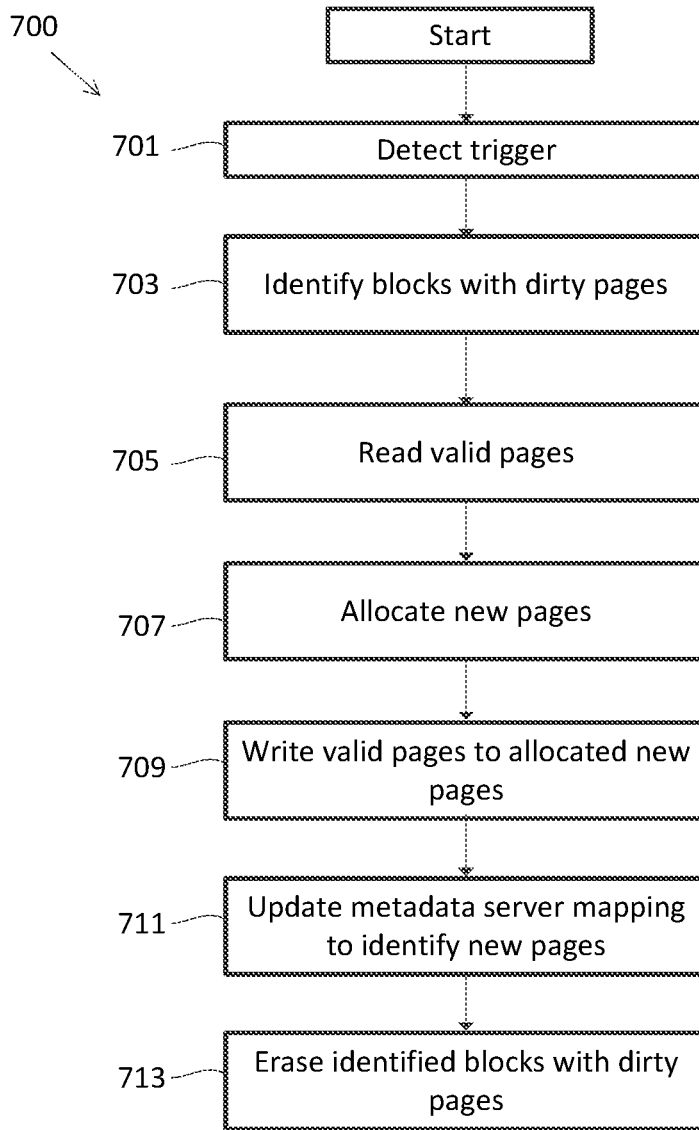 700
Start
701
Detect trigger
703
Identify blocks with dirty pages
705
Read valid pages
707
Allocate new pages
709
Write valid pages to allocated new
pages
711
Update metadata server mapping
to identify new pages
713
Erase identified blocks with dirty
pages